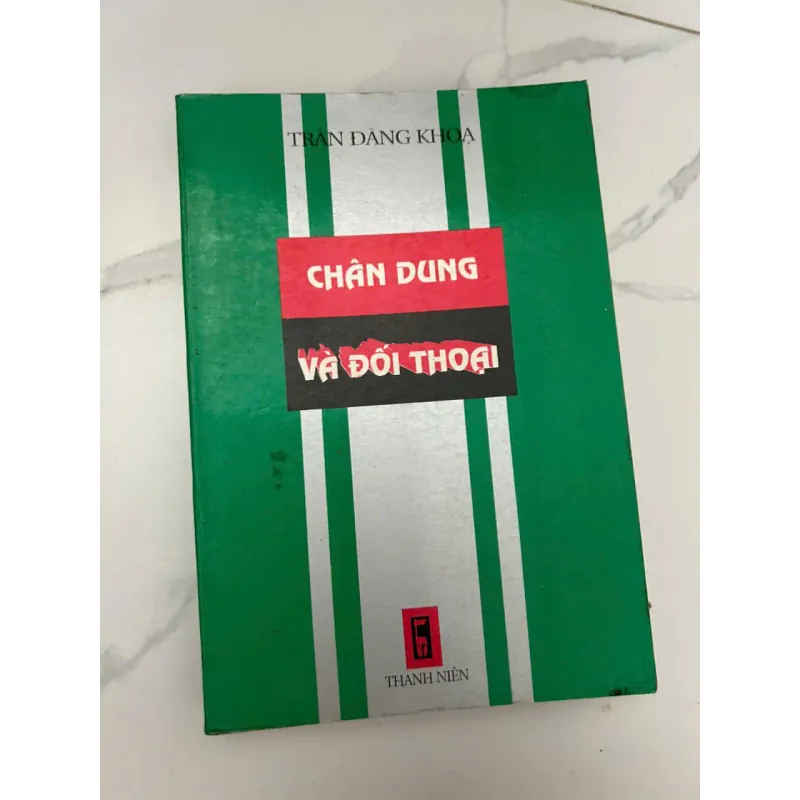 TRẦN ĐĂNG KHOA
CHÂN DUNG
VÀ ĐỐI THOẠI
THANH NIÊN